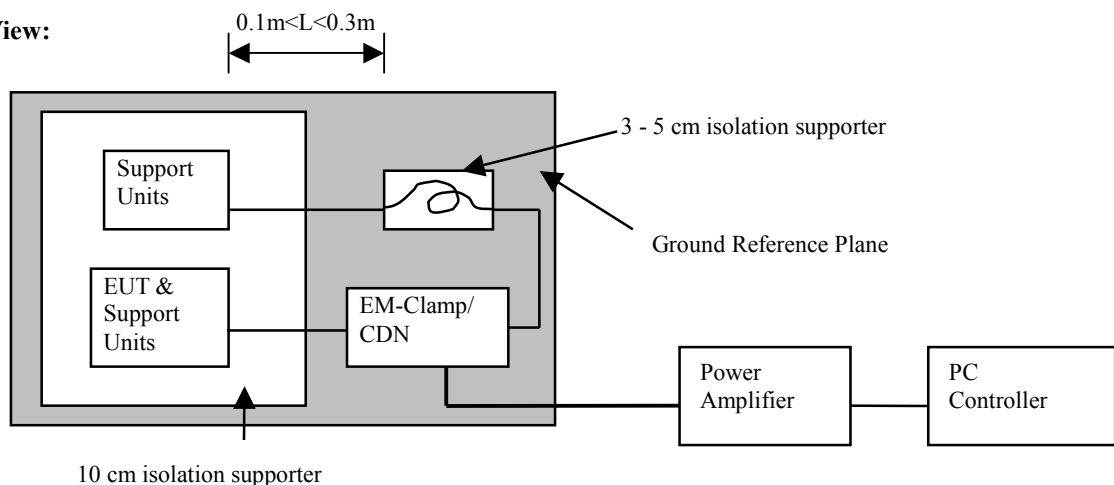 View:
0.1m<L<0.3m
3 - 5 cm isolation supporter
Support
Units
Ground Reference Plane
EUT &
Support
Units
EM-Clamp/
CDN
Power
Amplifier
PC
Controller
10 cm isolation supporter